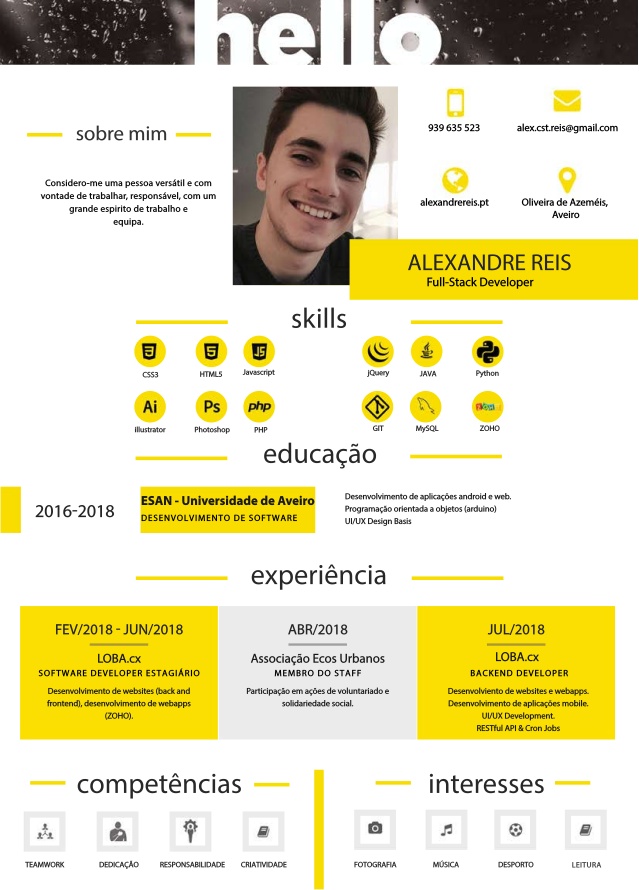 hello
sobre mim
Considero-me uma pessoa versátil e com
vontade de trabalhar, responsável, com um
grande espirito de trabalho e
equipa.
939 635 523
alex.cst.reis@gmail.com
alexandrereis.pt
Oliveira de Azeméis,
Aveiro
ALEXANDRE REIS
Full-Stack Developer
skills
CSS3
HTML5
JS
Javascript
jQuery
JAVA
Python
Ai
illustrator
Ps
Photoshop
php
PHP
GIT
MySQL
ZOHO
educação
2016-2018
ESAN - Universidade de Aveiro
DESENVOLVIMENTO DE SOFTWARE
Desenvolvimento de aplicações android e web.
Programação orientada a objetos (arduino)
UI/UX Design Basis
experiência
FEV/2018 - JUN/2018
LOBA.cx
SOFTWARE DEVELOPER ESTAGIÁRIO
Desenvolvimento de websites (back and
frontend), desenvolvimento de webapps
(ZOHO).
ABR/2018
Associação Ecos Urbanos
MEMBRO DO STAFF
Participação em ações de voluntariado e
solidariedade social.
JUL/2018
LOBA.cx
BACKEND DEVELOPER
Desenvolviento de websites e webapps.
Desenvolvimento de aplicações mobile.
UI/UX Development.
RESTful API & Cron Jobs
competências
TEAMWORK
DEDICAÇÃO
RESPONSABILIDADE
CRIATIVIDADE
interesses
FOTOGRAFIA
MÚSICA
DESPORTO
LEITURA